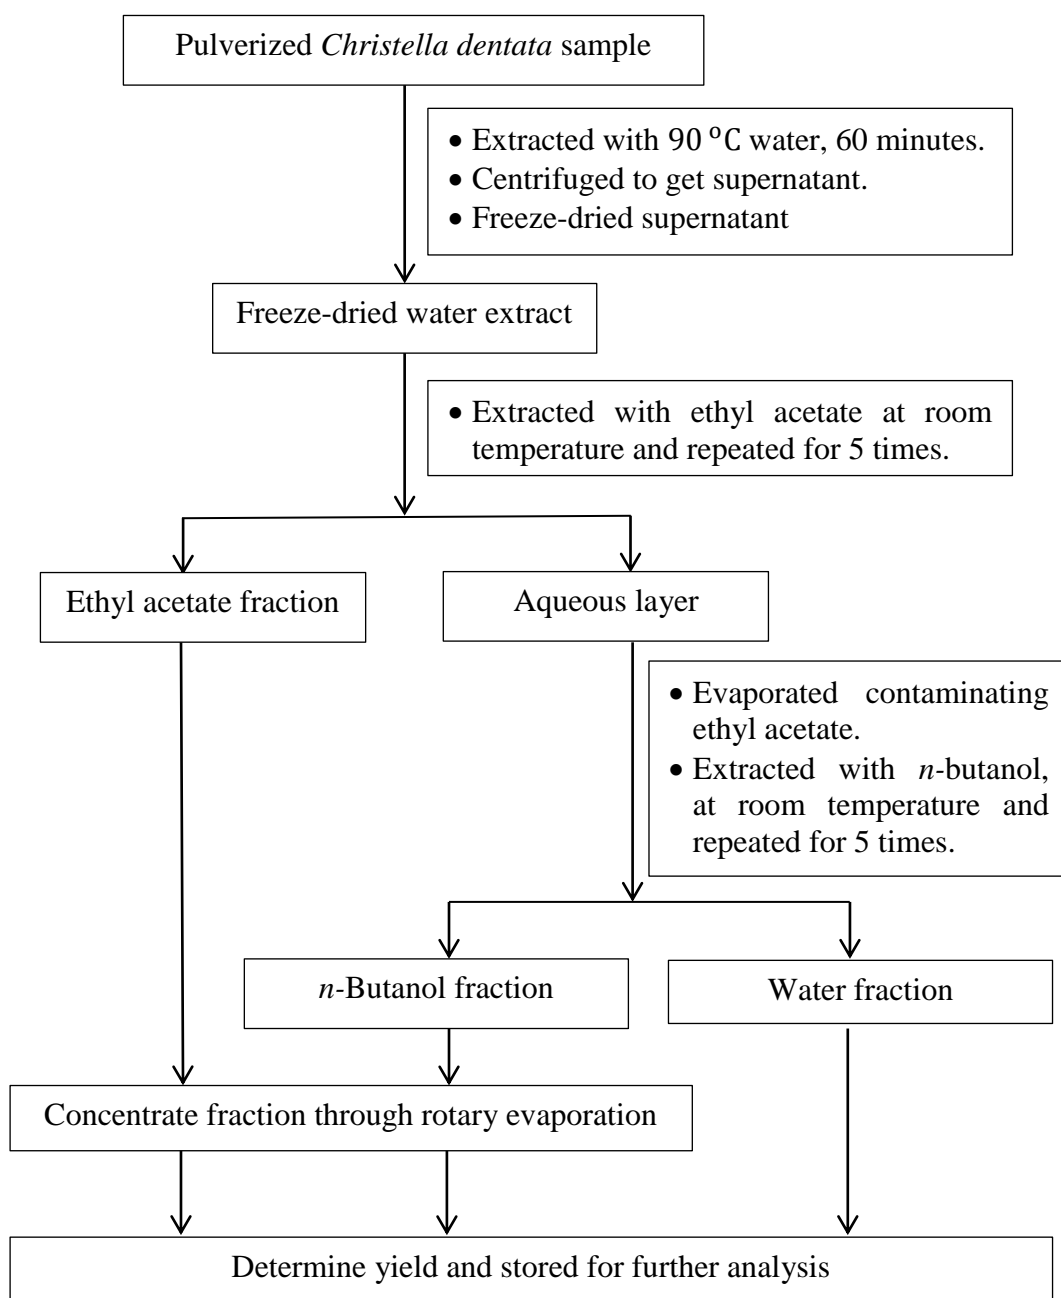 Pulverized Christella dentata sample
• Extracted with 90 ºC water, 60 minutes.
• Centrifuged to get supernatant.
• Freeze-dried supernatant
Freeze-dried water extract
• Extracted with ethyl acetate at room
temperature and repeated for 5 times.
Ethyl acetate fraction
Aqueous layer
• Evaporated contaminating
ethyl acetate.
• Extracted with n-butanol,
at room temperature and
repeated for 5 times.
n-Butanol fraction
Water fraction
Concentrate fraction through rotary evaporation
Determine yield and stored for further analysis